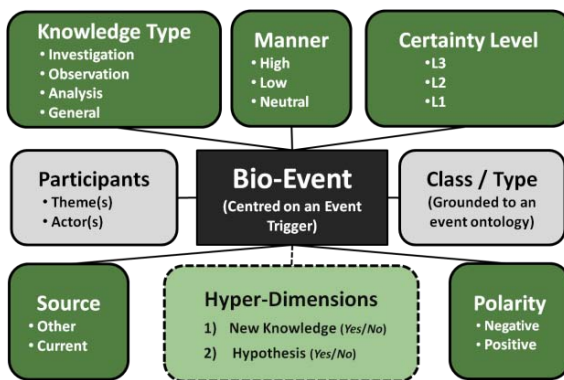 Knowledge Type
• Investigation
• Observation
• Analysis
• General
Manner
• High
• Low
• Neutral
Certainty Level
• L3
• L2
• L1
Participants
• Theme(s)
• Actor(s)
Bio-Event
(Centred on an Event
Trigger)
Class / Type
(Grounded to an
event ontology)
Source
• Other
• Current
Hyper-Dimensions
1) New Knowledge (Yes/No)
2) Hypothesis (Yes/No)
Polarity
• Negative
• Positive